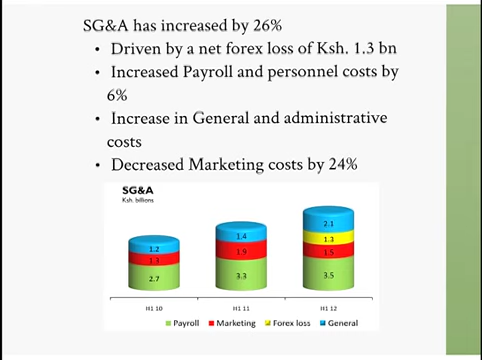 SG&A has increased by 26%
• Driven by a net forex loss of Ksh. 1.3 bn
• Increased Payroll and personnel costs by
6%
• Increase in General and administrative
costs
• Decreased Marketing costs by 24%
SG&A
Ksh. billions
2.1
1.4
1.3
1.2
1.9
1.5
1.3
2.7
3.3
3.5
H1 10 H1 11 H1 12
Payroll Marketing Forex loss General